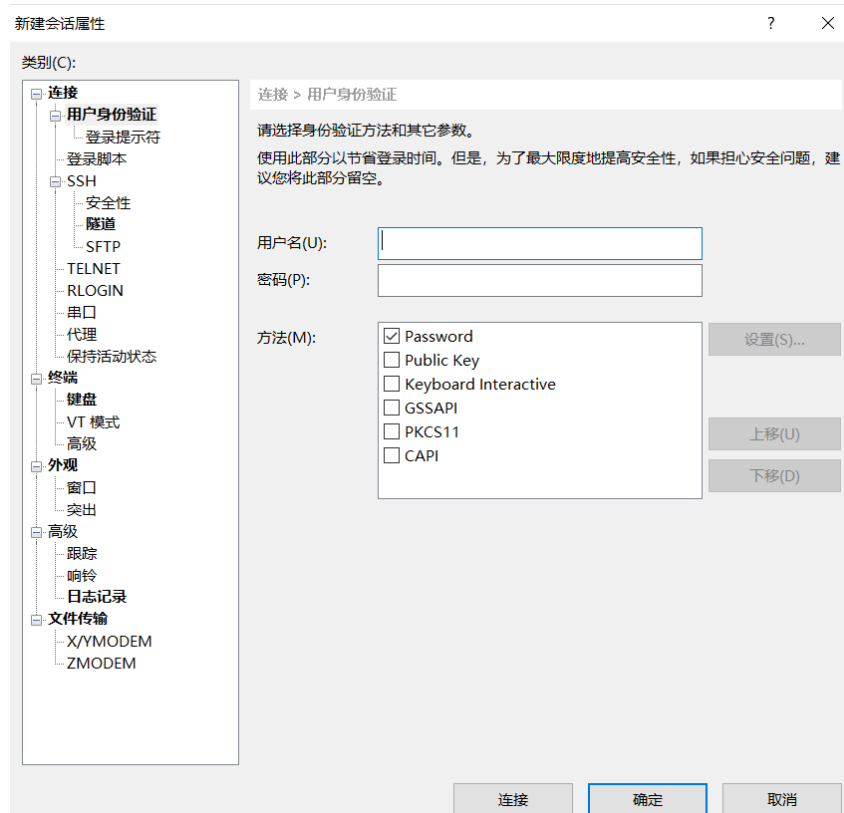 新建会话属性
?
类别(C):
连接
用户身份验证
登录提示符
登录脚本
SSH
安全性
隧道
SFTP
TELNET
RLOGIN
串口
代理
保持活动状态
终端
键盘
VT 模式
高级
外观
窗口
突出
高级
跟踪
响铃
日志记录
文件传输
X/YMODEM
ZMODEM
连接 > 用户身份验证
请选择身份验证方法和其它参数。
使用此部分以节省登录时间。但是，为了最大限度地提高安全性，如果担心安全问题，建
议您将此部分留空。
用户名(U):
密码(P):
方法(M):
Password
Public Key
Keyboard Interactive
GSSAPI
PKCS11
CAPI
设置(S)...
上移(U)
下移(D)
连接
确定
取消